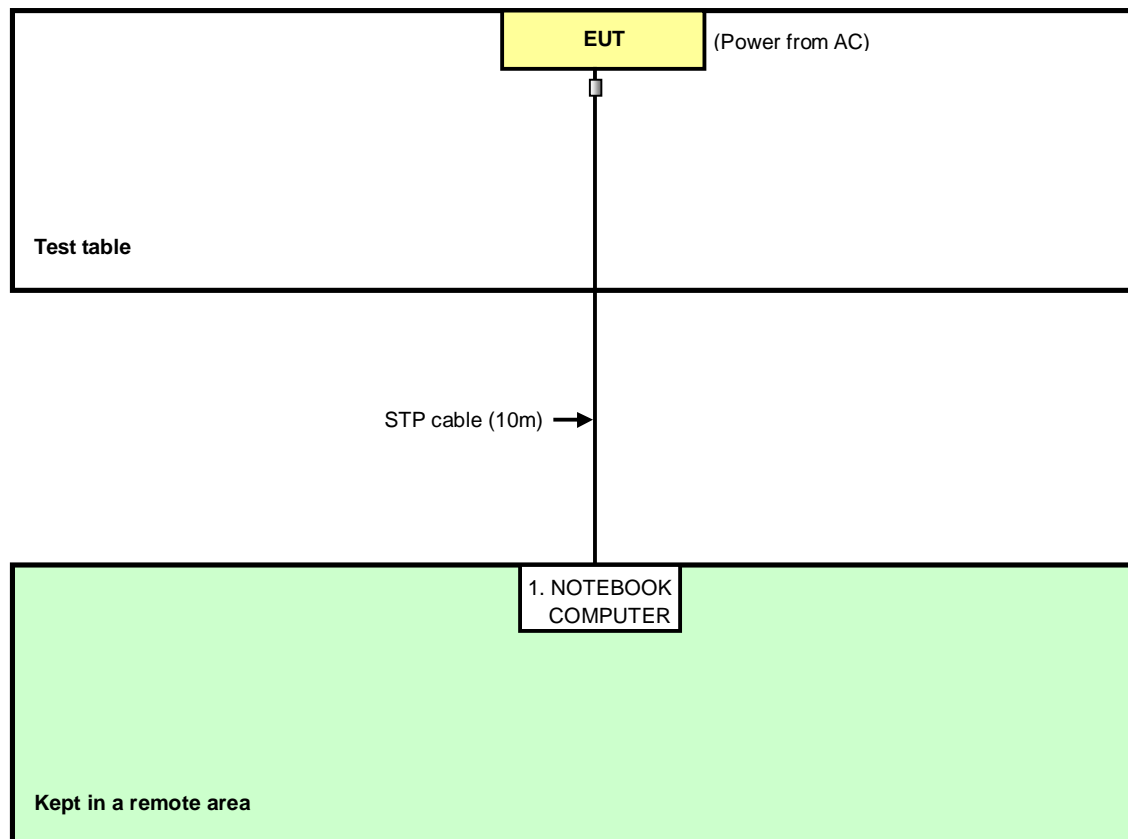 EUT
(Power from AC)
Test table
STP cable (10m)
1. NOTEBOOK
COMPUTER
Kept in a remote area